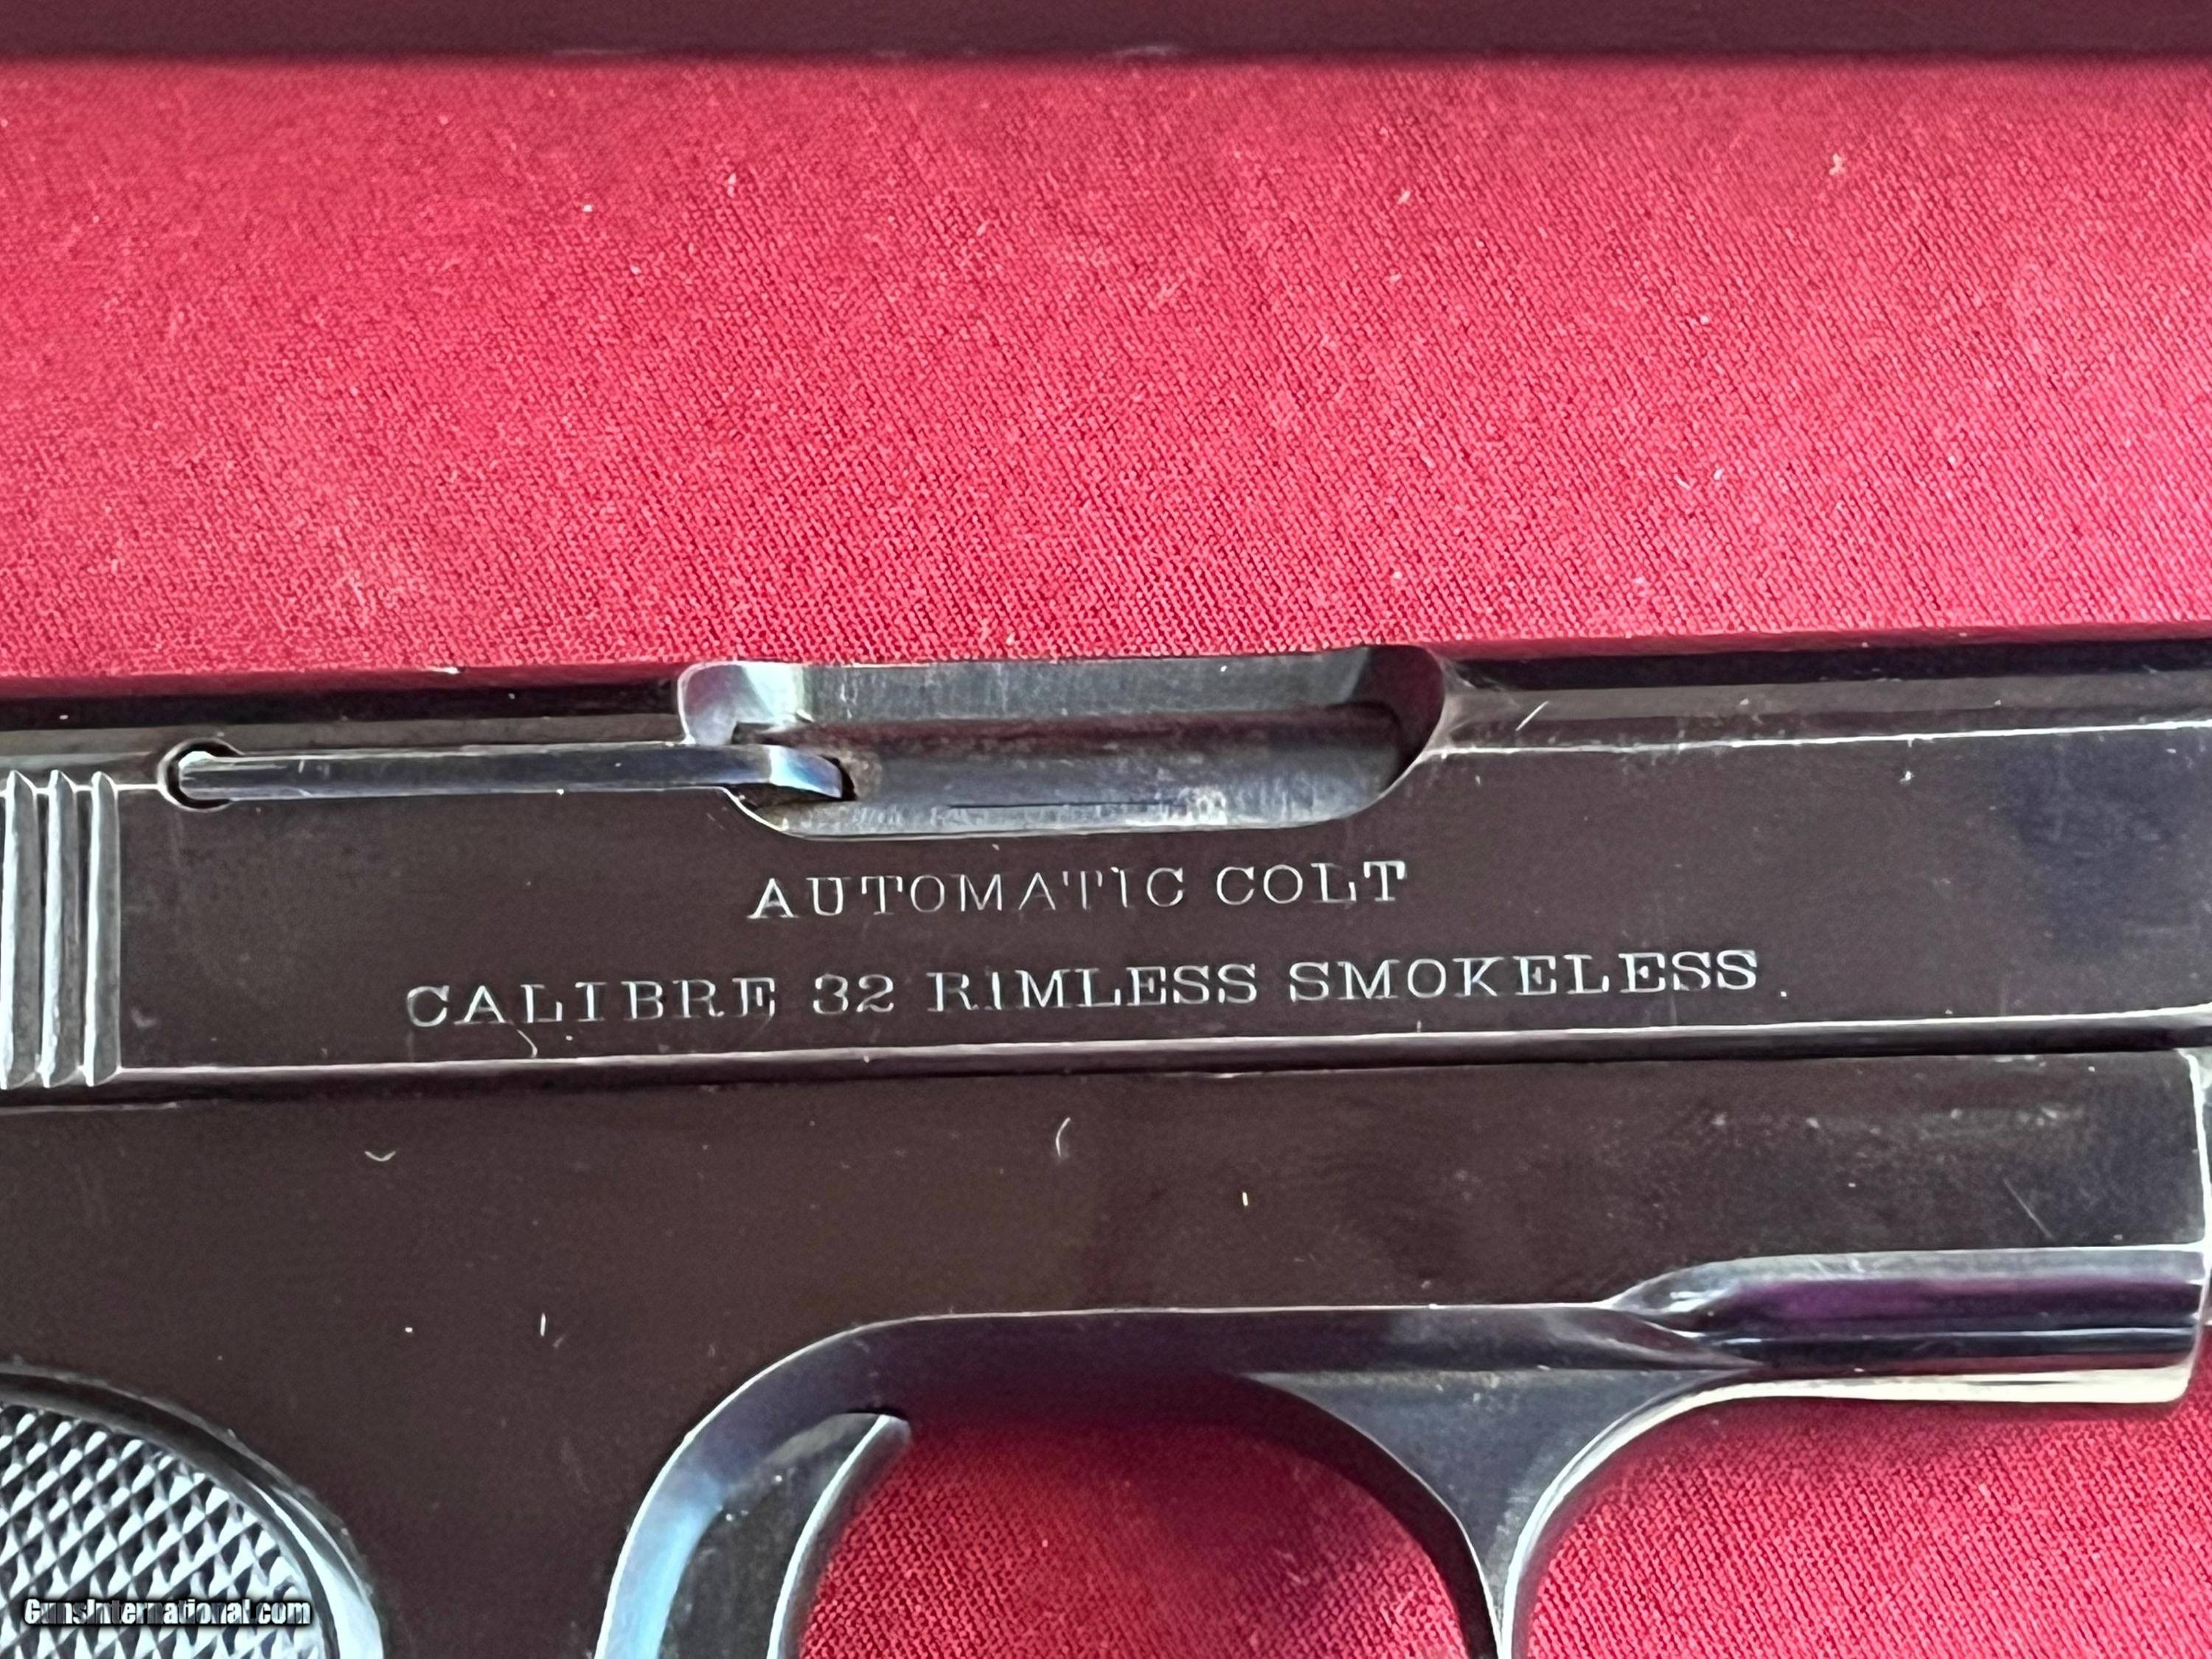 AUTOMATIC COLT
CALIBRE 32 RIMLESS SMOKELESS
GunsInternational.com